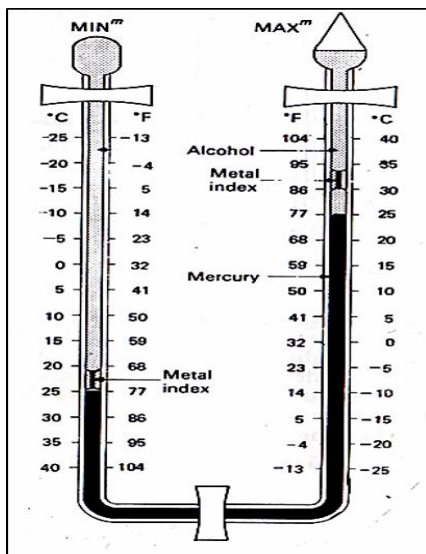 MINᵐ MAXᵐ
°C °F °F °C
-25 -13 104 40
Alcohol
-20 -4 95 35
Metal
index
-15 5 86 30
-10 14 77 25
-5 23 68 20
0 32 59 15
Mercury
5 41 50 10
10 50 41 5
15 59 32 0
20 68 23 -5
Metal
index
25 77 14 -10
30 86 5 -15
35 95 -4 -20
40 104 -13 -25